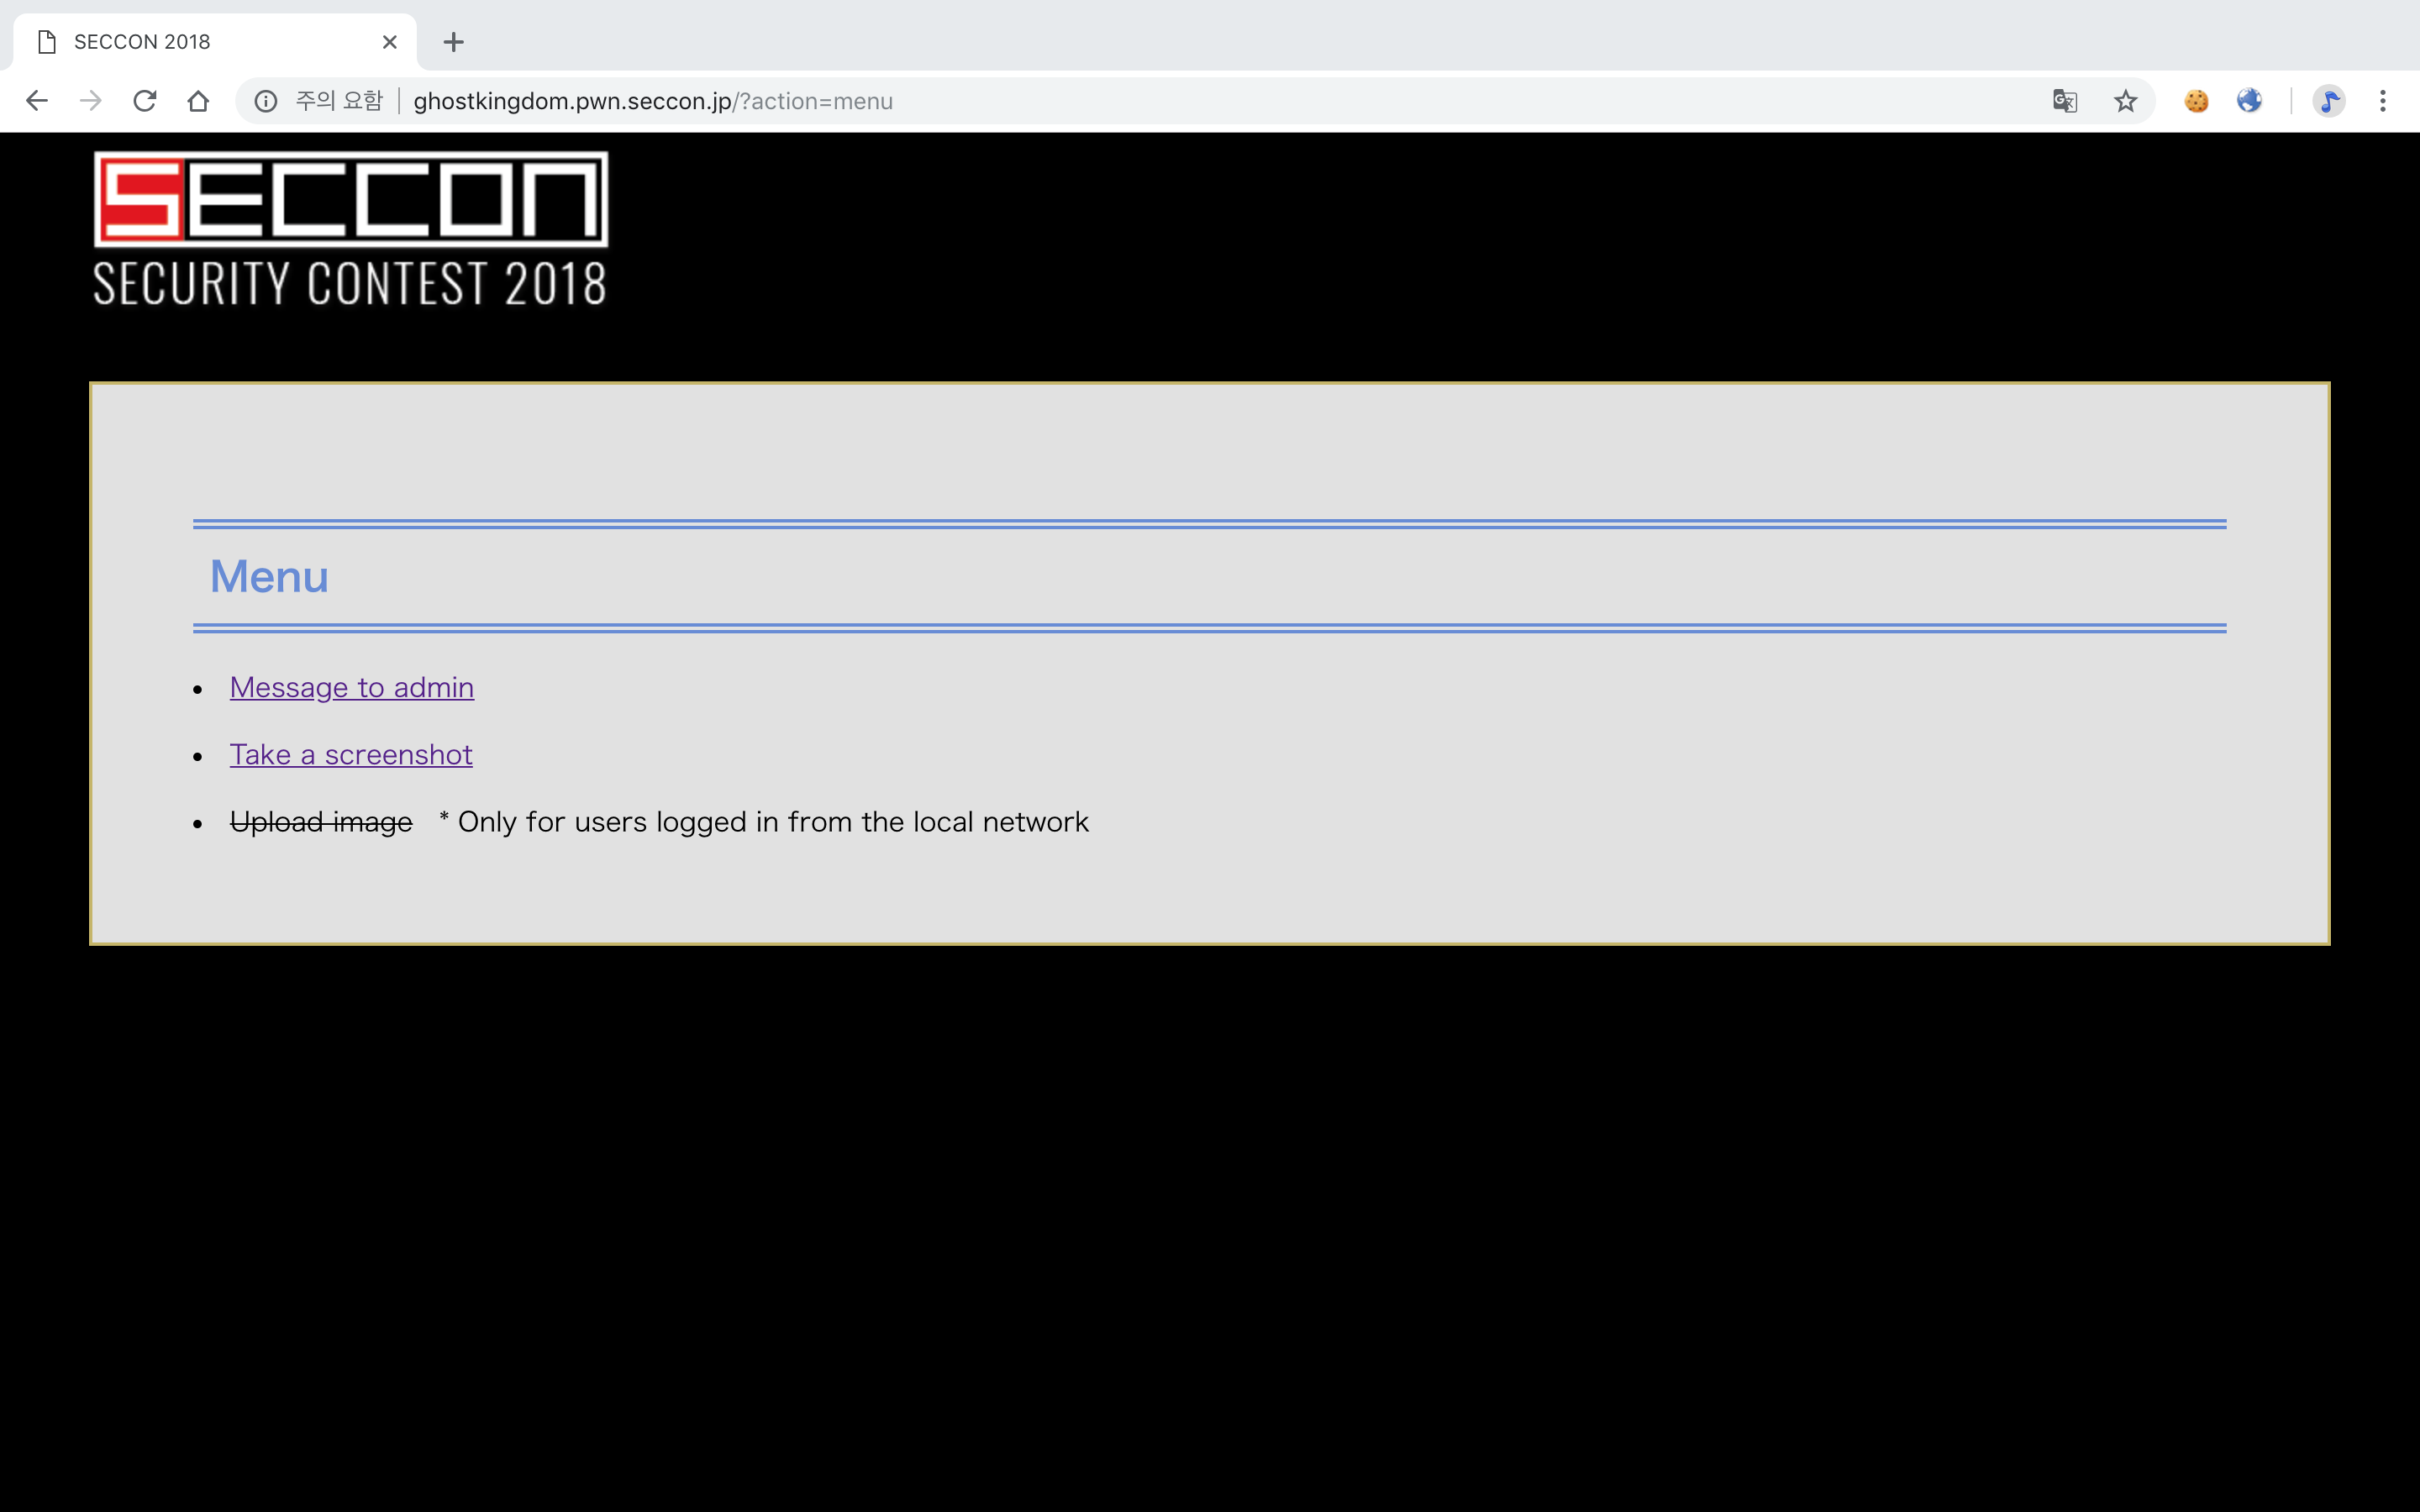 SECCON 2018
주의 요함 ghostkingdom.pwn.seccon.jp/?action=menu
SECCON
SECURITY CONTEST 2018
Menu
Message to admin
Take a screenshot
Upload image * Only for users logged in from the local network